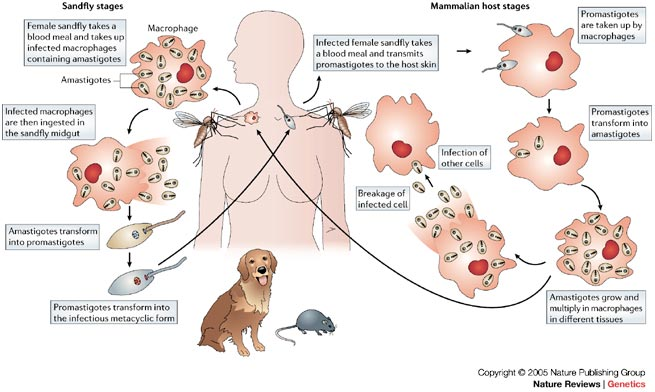 Sandfly stages
Female sandfly takes a
blood meal and takes up
infected macrophages
containing amastigotes
Macrophage
Amastigotes
Infected macrophages
are then ingested in
the sandfly midgut
Amastigotes transform
into promastigotes
Promastigotes transform into
the infectious metacyclic form
Mammalian host stages
Infected female sandfly takes
a blood meal and transmits
promastigotes to the host skin
Promastigotes
are taken up by
macrophages
Promastigotes
transform into
amastigotes
Infection of
other cells
Breakage of
infected cell
Amastigotes grow and
multiply in macrophages
in different tissues
Copyright © 2005 Nature Publishing Group
Nature Reviews | Genetics